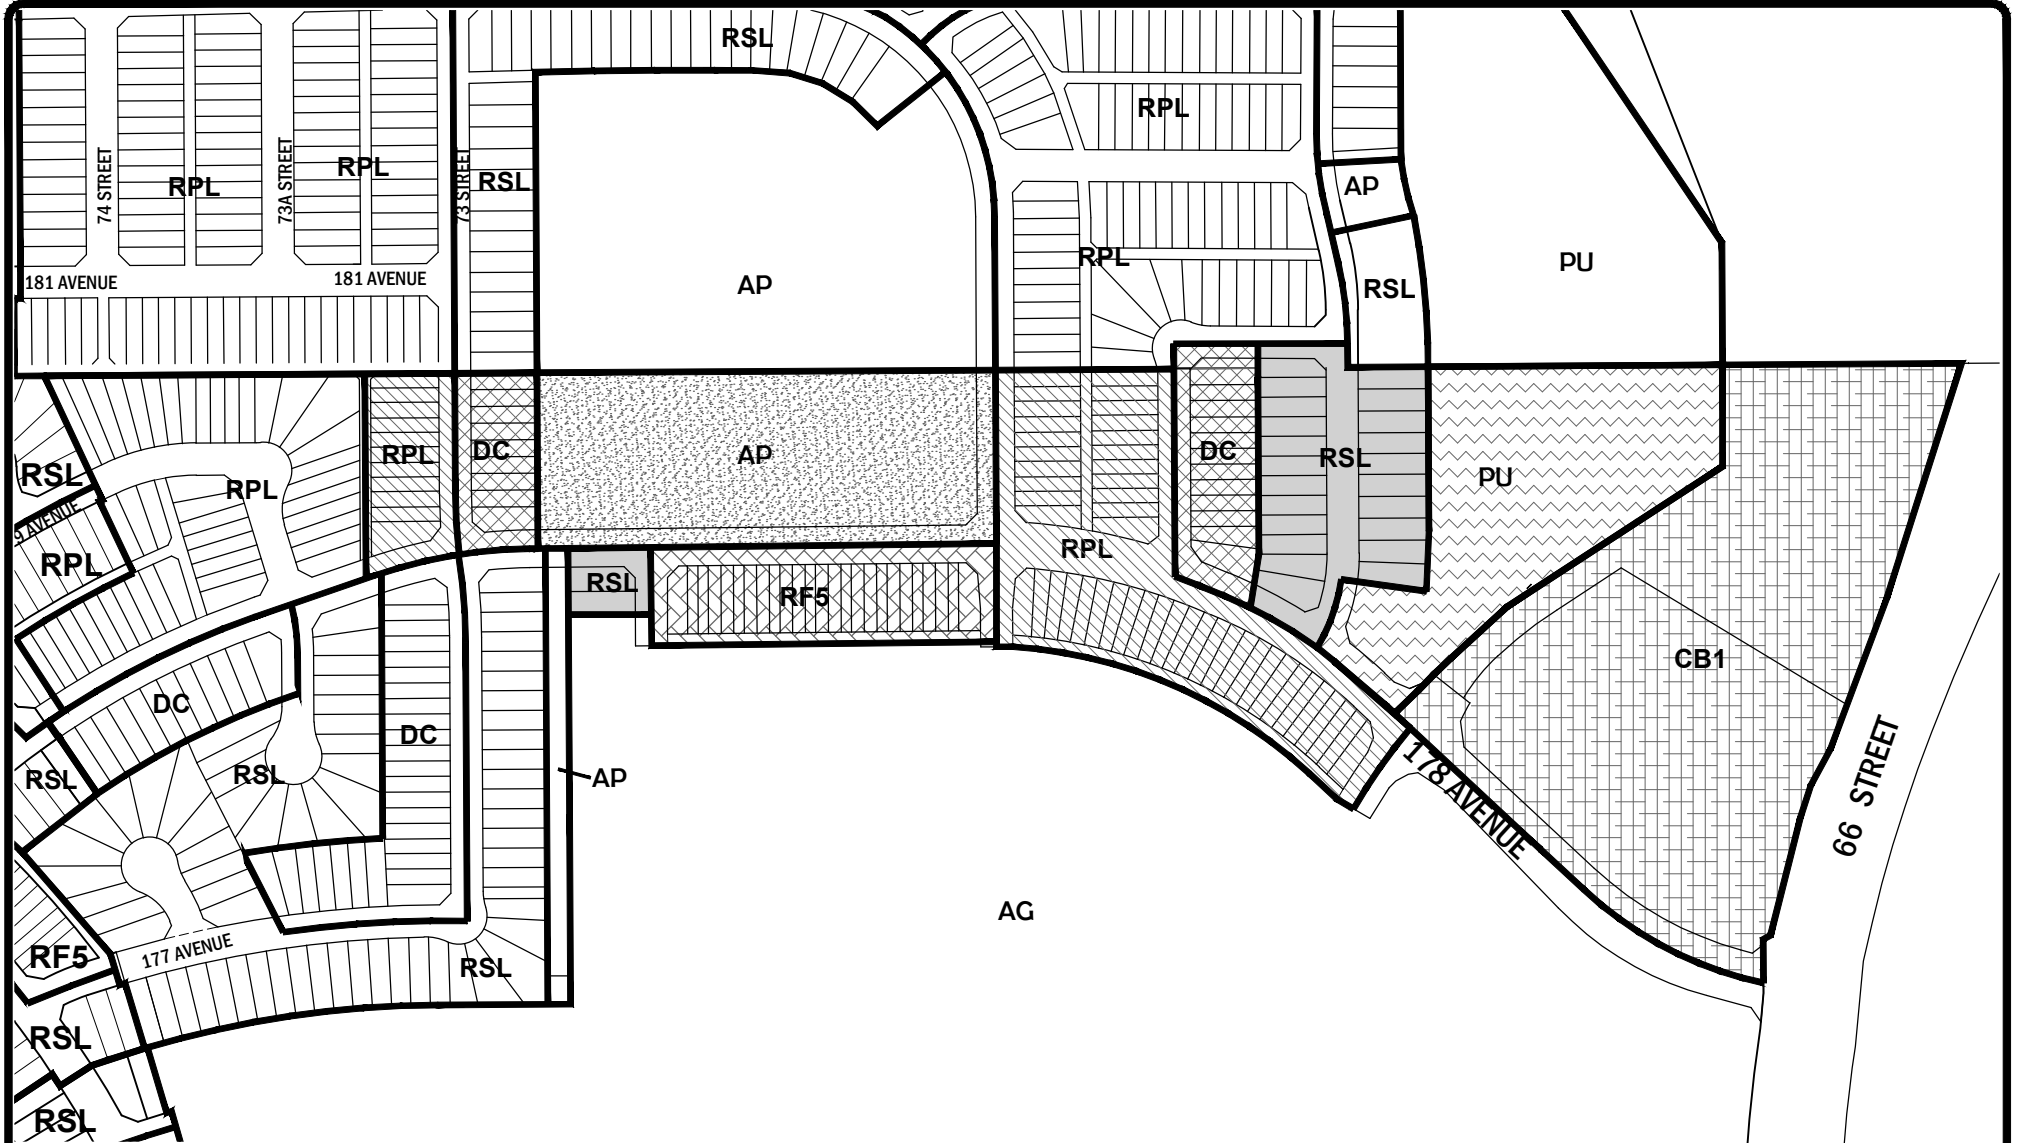 RSL
RPL
74 STREET
RPL
73A STREET
RPL
73 STREET
RSL
AP
AP
RPL
RSL
PU
181 AVENUE
181 AVENUE
RSL
RPL
9 AVENUE
RPL
RPL
DC
AP
DC
RSL
PU
RPL
RSL
RF5
CB1
DC
DC
RSL
RSL
AP
178 AVENUE
66 STREET
AG
RF5
177 AVENUE
RSL
RSL
RSL